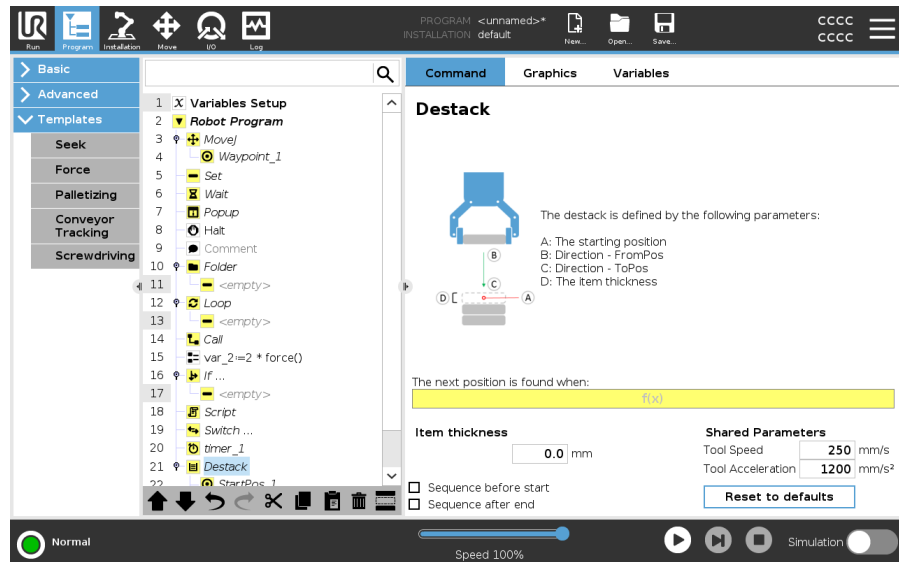 PROGRAM <unnamed>*
INSTALLATION default
UR
Run
Program
Installation
Move
I/O
Log
New...
Open...
Save...
CCCC
CCCC
Basic
Advanced
Templates
Seek
Force
Palletizing
Conveyor
Tracking
Screwdriving
1 X Variables Setup
2 Robot Program
3 MoveJ
4 Waypoint_1
5 Set
6 Wait
7 Popup
8 Halt
9 Comment
10 Folder
11 <empty>
12 Loop
13 <empty>
14 Call
15 var_2:=2 * force()
16 If ...
17 <empty>
18 Script
19 Switch ...
20 timer_1
21 Destack
22 StartPos_1
Command
Graphics
Variables
Destack
B
C
D
A
The destack is defined by the following parameters:
A: The starting position
B: Direction - FromPos
C: Direction - ToPos
D: The item thickness
The next position is found when:
f(x)
Item thickness
0.0 mm
Sequence before start
Sequence after end
Shared Parameters
Tool Speed 250 mm/s
Tool Acceleration 1200 mm/s²
Reset to defaults
Normal
Speed 100%
Simulation